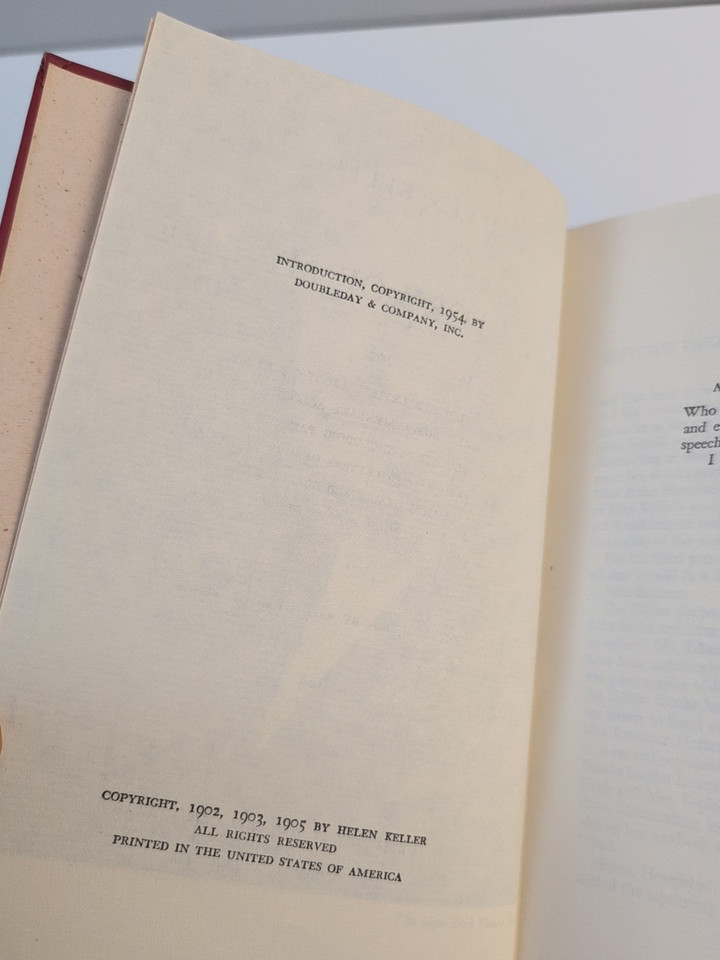 INTRODUCTION, COPYRIGHT, 1954, BY
DOUBLEDAY & COMPANY, INC.
COPYRIGHT, 1902, 1903, 1905 BY HELEN KELLER
ALL RIGHTS RESERVED
PRINTED IN THE UNITED STATES OF AMERICA
A
Who
and e
speech
I